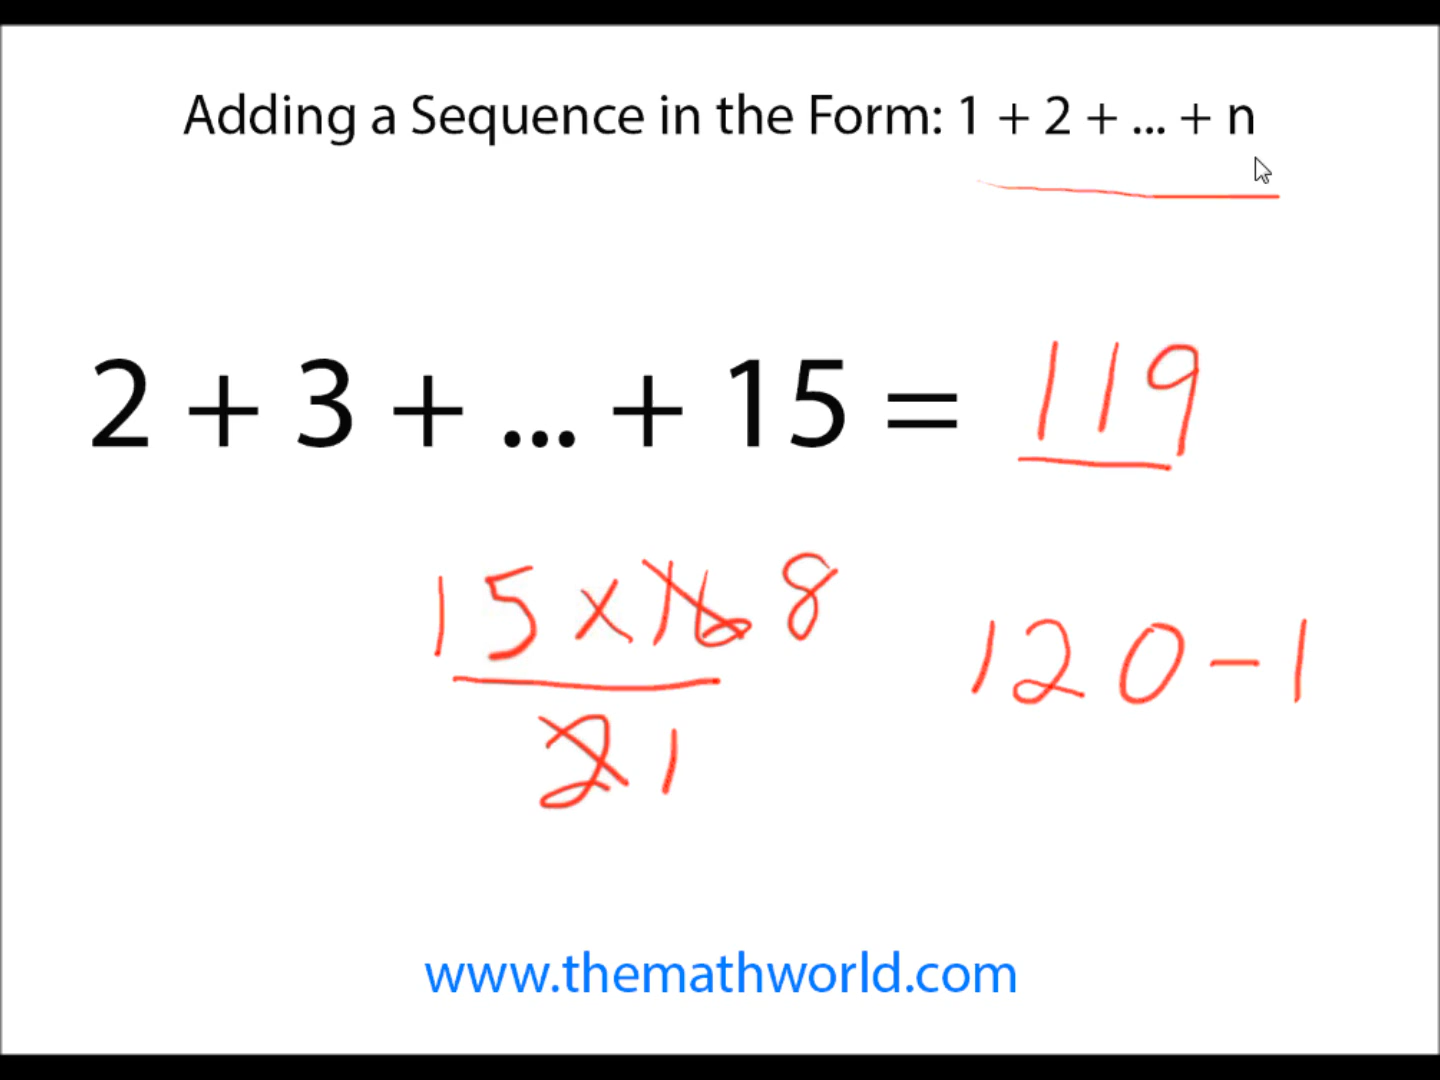 Adding a Sequence in the Form: 1 + 2 + ... + n
2 + 3 + ... + 15 = 119
15 x 16 8
2 1
120 - 1
www.themathworld.com